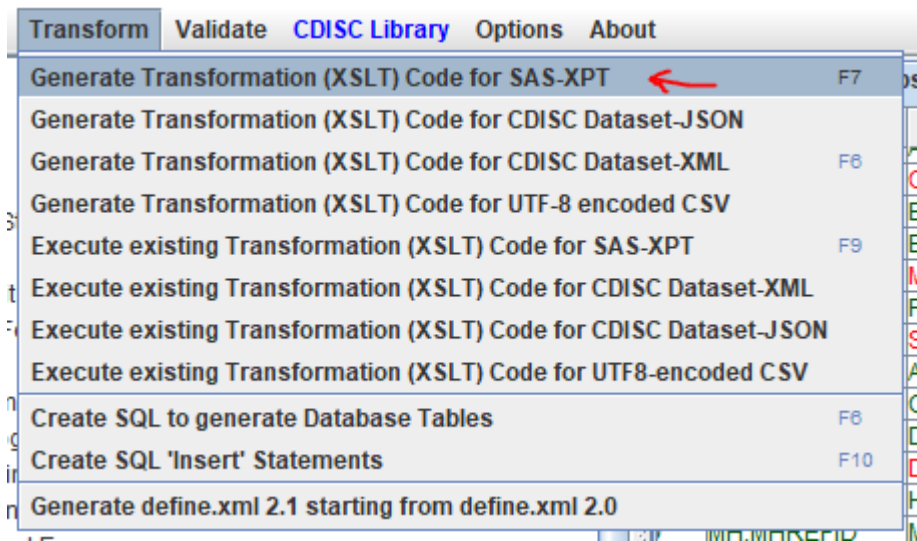 Transform Validate CDISC Library Options About
Generate Transformation (XSLT) Code for SAS-XPT F7
Generate Transformation (XSLT) Code for CDISC Dataset-JSON
Generate Transformation (XSLT) Code for CDISC Dataset-XML F6
Generate Transformation (XSLT) Code for UTF-8 encoded CSV
Execute existing Transformation (XSLT) Code for SAS-XPT F9
Execute existing Transformation (XSLT) Code for CDISC Dataset-XML
Execute existing Transformation (XSLT) Code for CDISC Dataset-JSON
Execute existing Transformation (XSLT) Code for UTF8-encoded CSV
Create SQL to generate Database Tables F6
Create SQL 'Insert' Statements F10
Generate define.xml 2.1 starting from define.xml 2.0